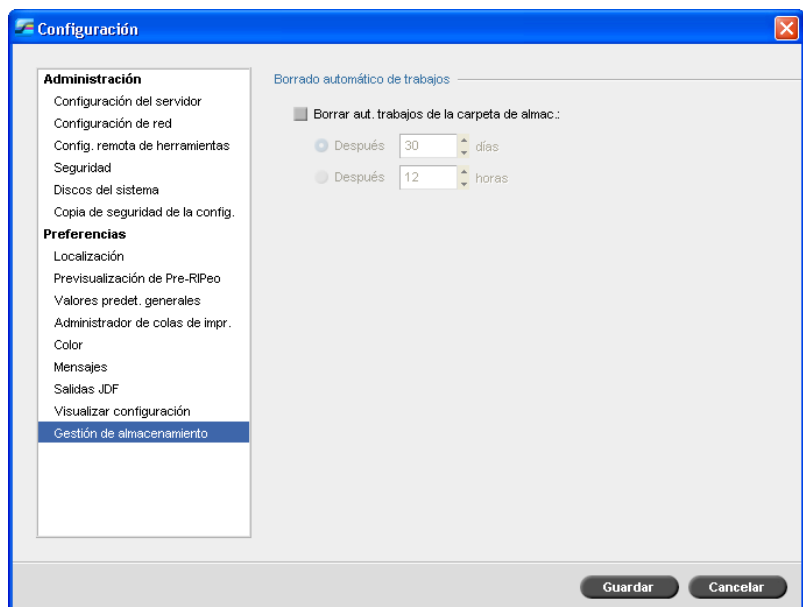 Configuración
Administración
Configuración del servidor
Configuración de red
Config. remota de herramientas
Seguridad
Discos del sistema
Copia de seguridad de la config.
Preferencias
Localización
Previsualización de Pre-RIPeo
Valores predet. generales
Administrador de colas de impr.
Color
Mensajes
Salidas JDF
Visualizar configuración
Gestión de almacenamiento
Borrado automático de trabajos
Borrar aut. trabajos de la carpeta de almac.:
Después 30 días
Después 12 horas
Guardar Cancelar